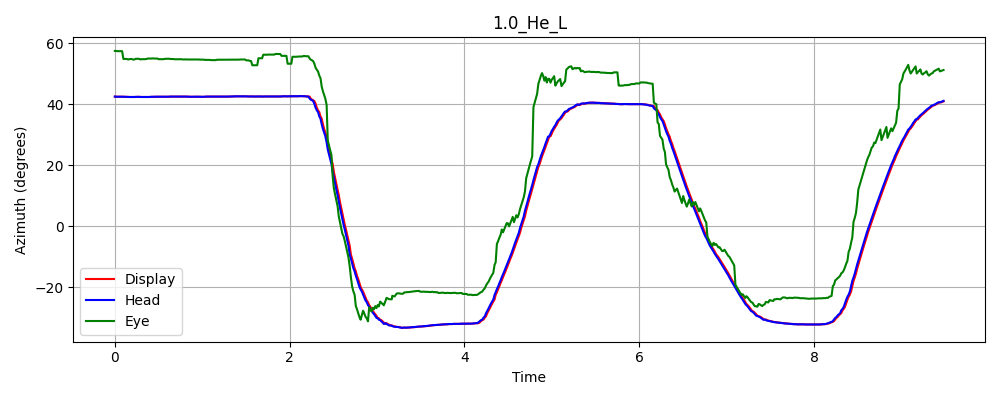 1.0_He_L
Azimuth (degrees)
60
40
20
0
−20
Display
Head
Eye
0 2 4 6 8
Time